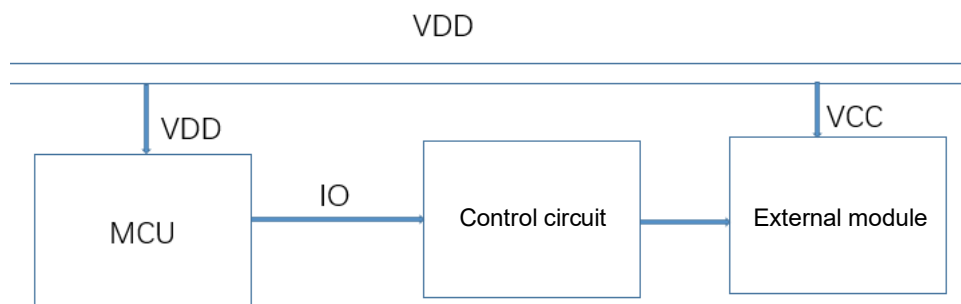 VDD
VDD
VCC
IO
MCU
Control circuit
External module